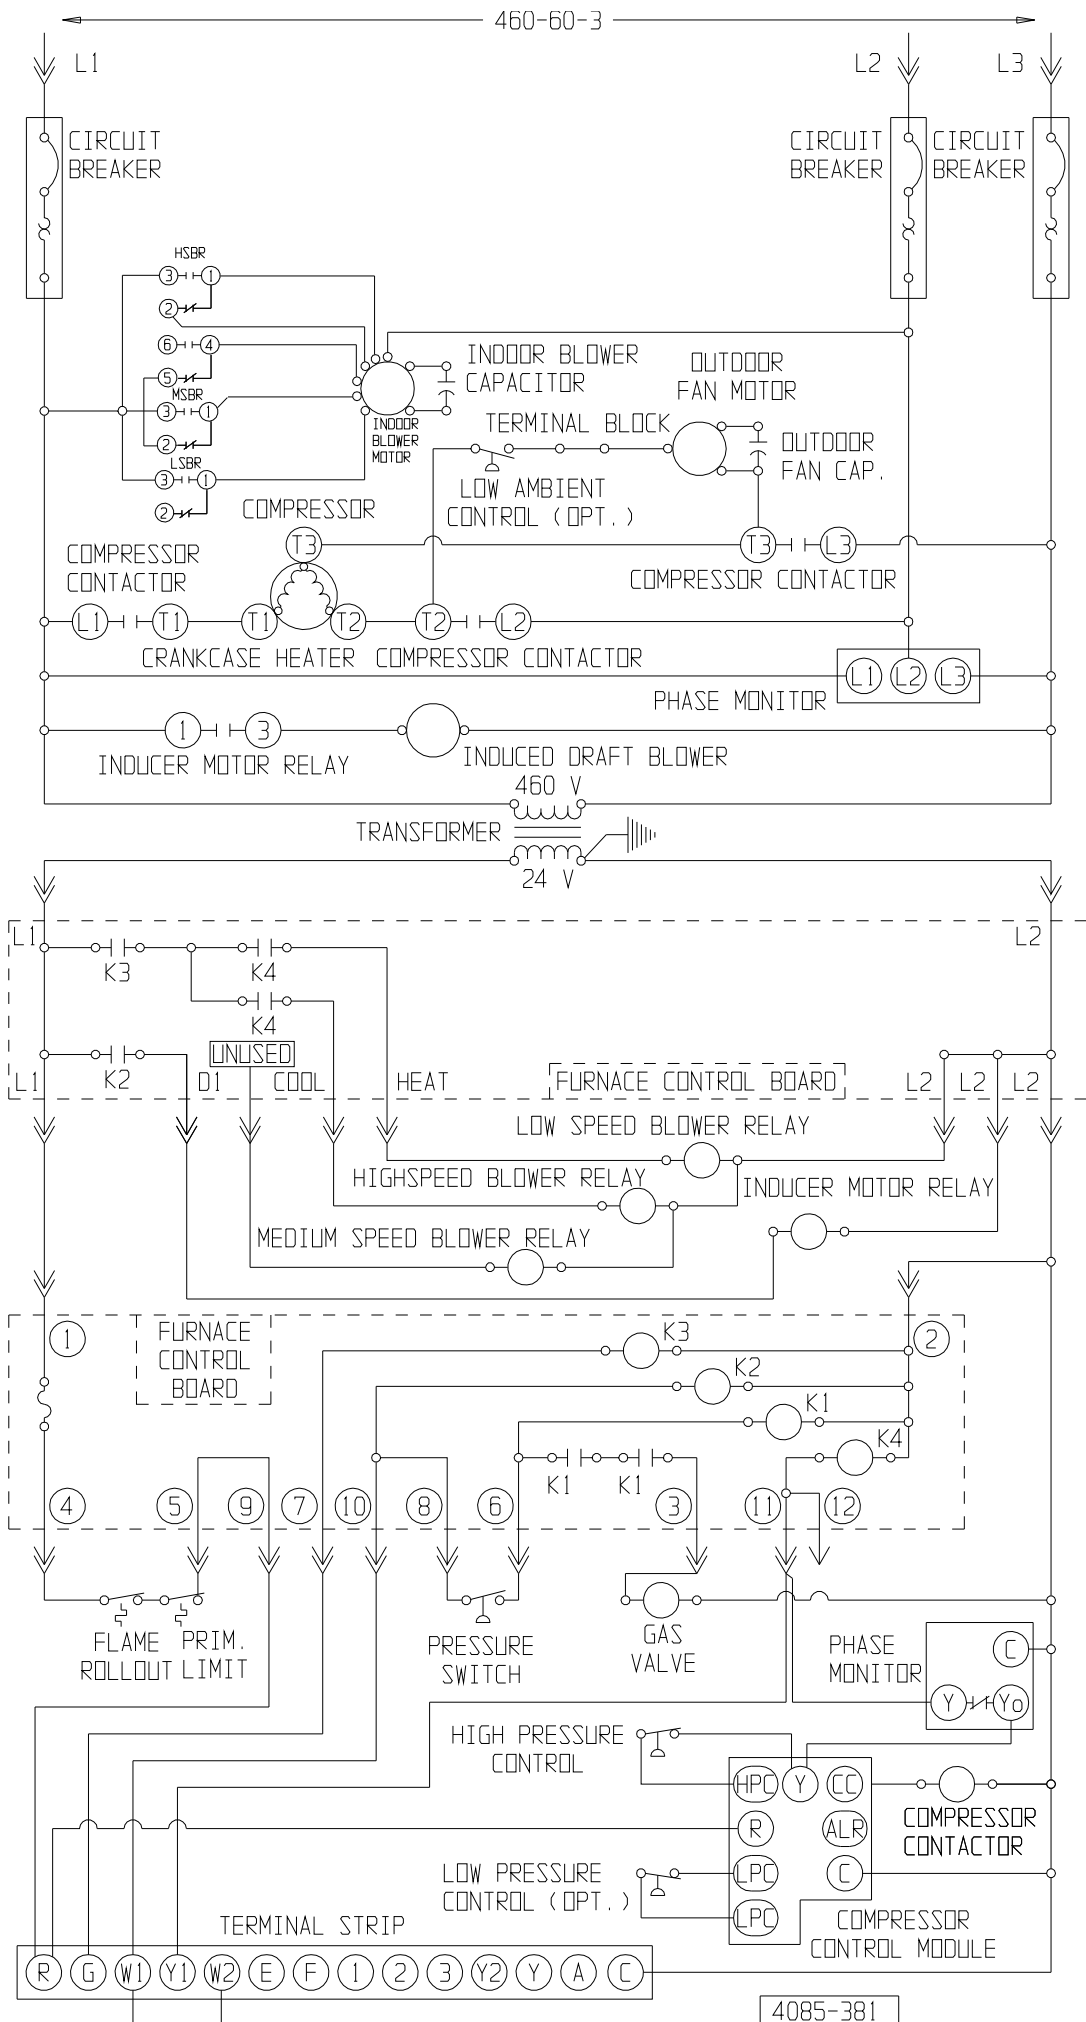 460-60-3
L1
L2
L3
CIRCUIT
BREAKER
CIRCUIT
BREAKER
CIRCUIT
BREAKER
HSBR
3 1
2
6 4
5
MSBR
3 1
2
LSBR
3 1
2
INDOOR BLOWER
CAPACITOR
INDOOR
BLOWER
MOTOR
OUTDOOR
FAN MOTOR
TERMINAL BLOCK
OUTDOOR
FAN CAP.
LOW AMBIENT
CONTROL (OPT.)
COMPRESSOR
T3
T3 L3
COMPRESSOR
CONTACTOR
COMPRESSOR CONTACTOR
L1 T1 T1 T2 T2 L2
CRANKCASE HEATER COMPRESSOR CONTACTOR
L1 L2 L3
PHASE MONITOR
1 3
INDUCER MOTOR RELAY
INDUCED DRAFT BLOWER
460 V
TRANSFORMER
24 V
L1
L2
K3
K4
K4
K2
UNUSED
L1
D1
COOL
HEAT
FURNACE CONTROL BOARD
L2
L2
L2
LOW SPEED BLOWER RELAY
HIGHSPEED BLOWER RELAY
INDUCER MOTOR RELAY
MEDIUM SPEED BLOWER RELAY
1
FURNACE
CONTROL
BOARD
K3
2
K2
K1
K4
K1
K1
4
5
9
7
10
8
6
3
11
12
FLAME
ROLLOUT
PRIM.
LIMIT
PRESSURE
SWITCH
GAS
VALVE
PHASE
MONITOR
C
Y Yo
HIGH PRESSURE
CONTROL
HPC Y CC
R ALR
LPC C
LPC
COMPRESSOR
CONTACTOR
LOW PRESSURE
CONTROL (OPT.)
COMPRESSOR
CONTROL MODULE
TERMINAL STRIP
R G W1 Y1 W2 E F 1 2 3 Y2 Y A C
4085-381